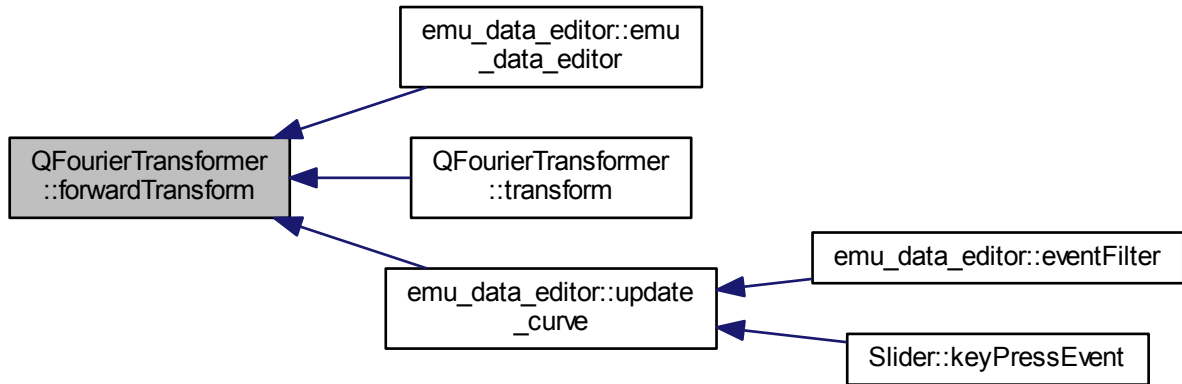 emu_data_editor::emu
_data_editor
QFourierTransformer
::forwardTransform
QFourierTransformer
::transform
emu_data_editor::eventFilter
emu_data_editor::update
_curve
Slider::keyPressEvent